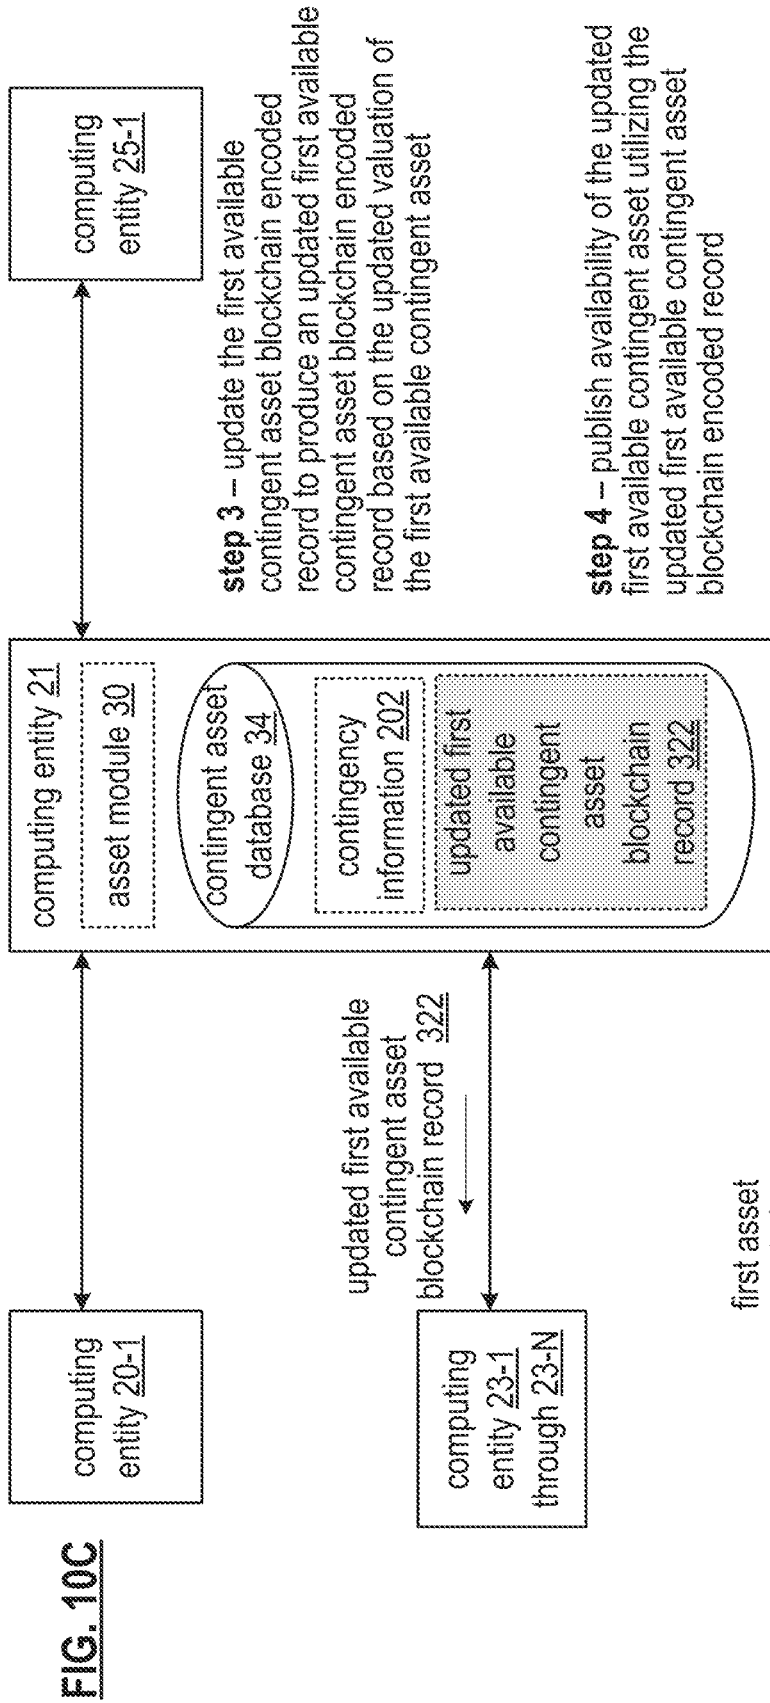 FIG. 10C
computing
entity 20-1
computing entity 21
asset module 30
contingent asset
database 34
contingency
information 202
updated first
available
contingent
asset
blockchain
record 322
computing
entity 25-1
updated first available
contingent asset
blockchain record 322
computing
entity 23-1
through 23-N
step 3 – update the first available
contingent asset blockchain encoded
record to produce an updated first available
contingent asset blockchain encoded
record based on the updated valuation of
the first available contingent asset
step 4 – publish availability of the updated
first available contingent asset utilizing the
updated first available contingent asset
blockchain encoded record
first asset